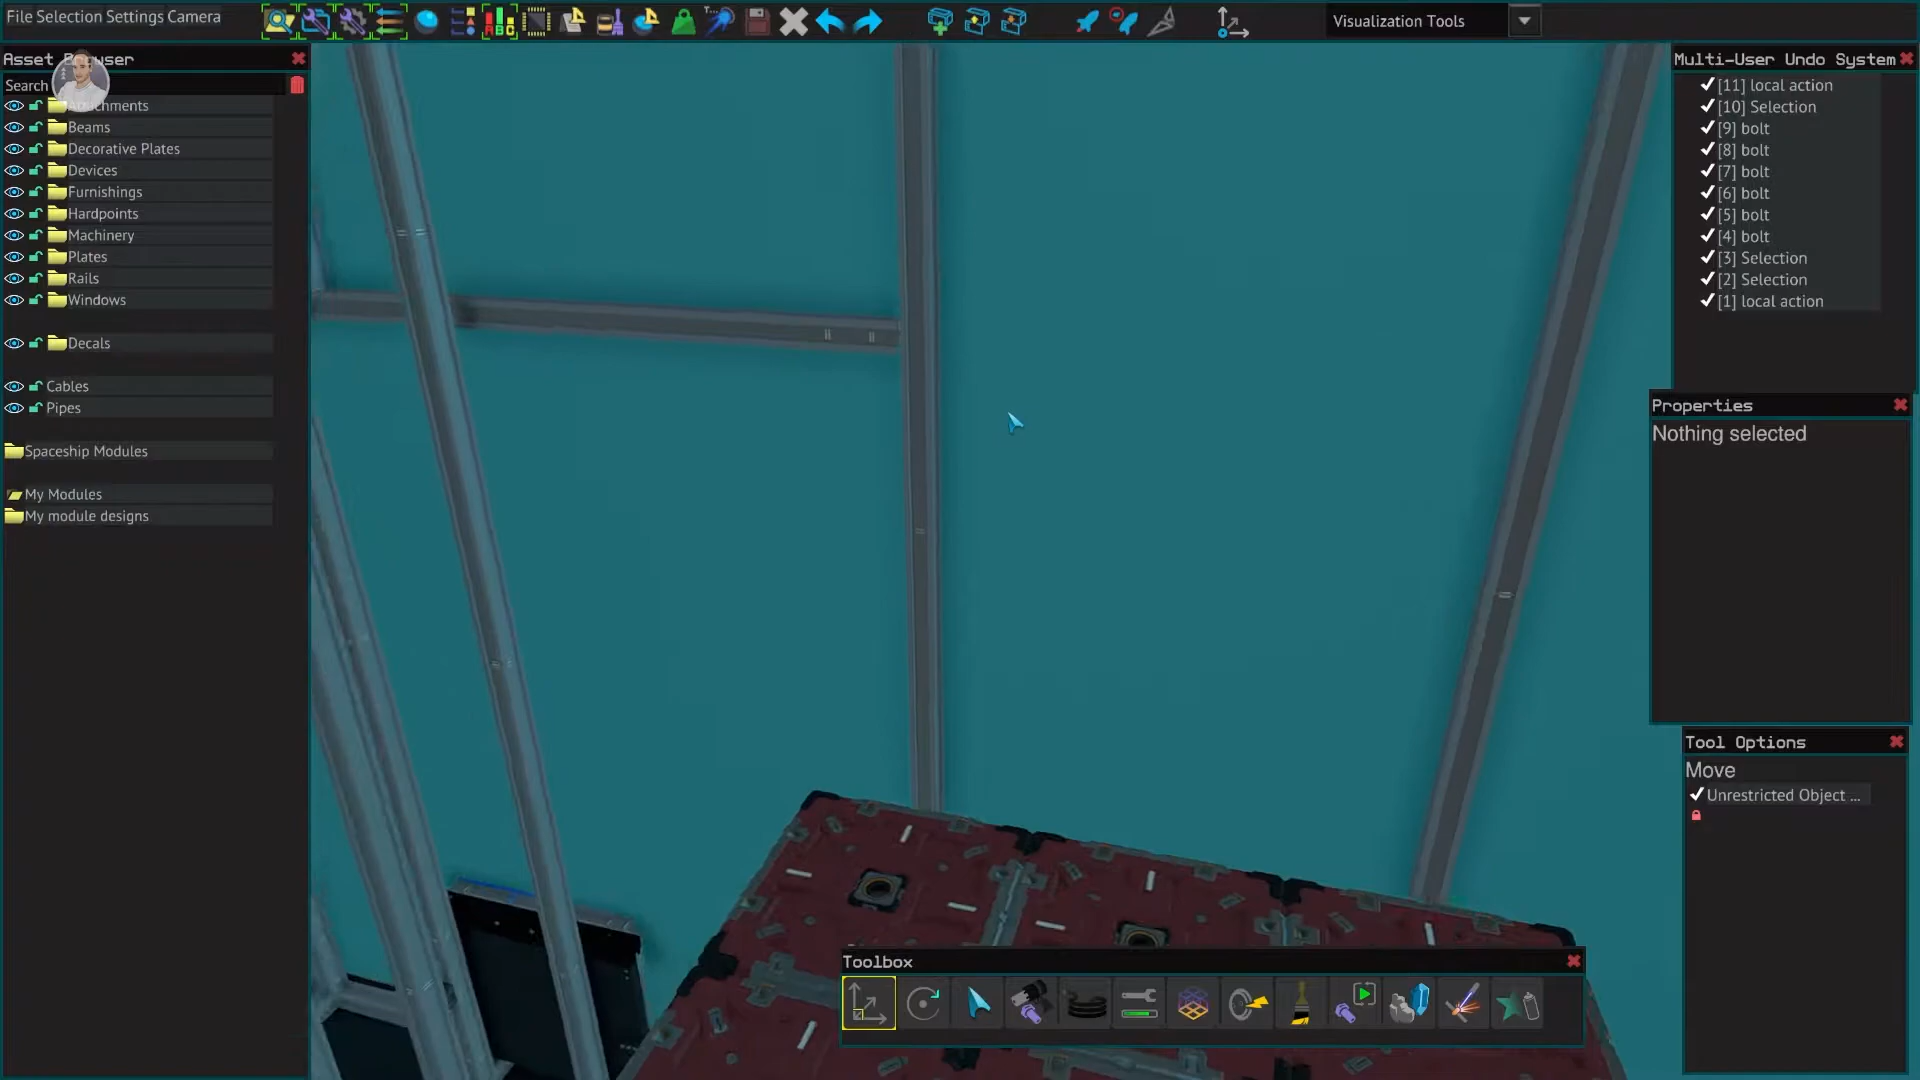 File Selection Settings Camera
Visualization Tools
Asset Browser
Search
Attachments
Beams
Decorative Plates
Devices
Furnishings
Hardpoints
Machinery
Plates
Rails
Windows
Decals
Cables
Pipes
Spaceship Modules
My Modules
My module designs
Multi-User Undo System
[11] local action
[10] Selection
[9] bolt
[8] bolt
[7] bolt
[6] bolt
[5] bolt
[4] bolt
[3] Selection
[2] Selection
[1] local action
Properties
Nothing selected
Tool Options
Move
Unrestricted Object ...
Toolbox
ABC
T...